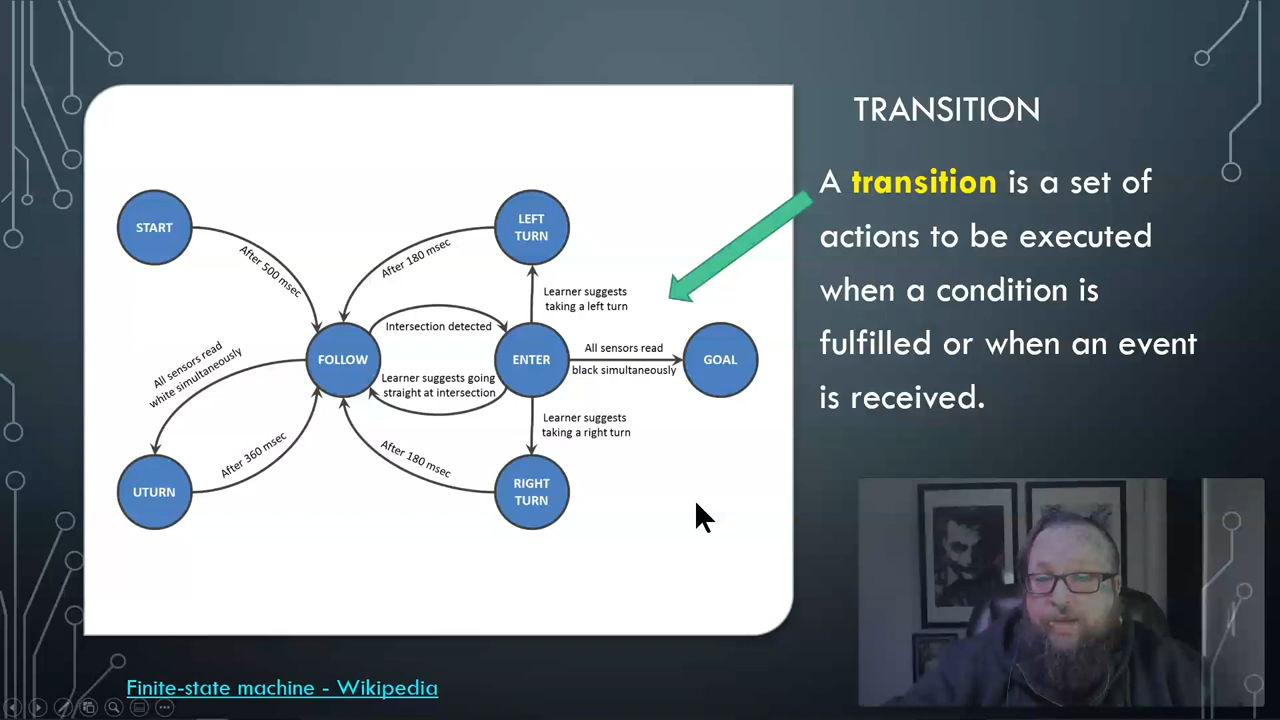 TRANSITION
A transition is a set of
actions to be executed
when a condition is
fulfilled or when an event
is received.
START
After 500 msec
LEFT
TURN
After 180 msec
Learner suggests
taking a left turn
Intersection detected
FOLLOW
ENTER
All sensors read
black simultaneously
GOAL
All sensors read
white simultaneously
Learner suggests going
straight at intersection
Learner suggests
taking a right turn
After 360 msec
After 180 msec
UTURN
RIGHT
TURN
Finite-state machine - Wikipedia